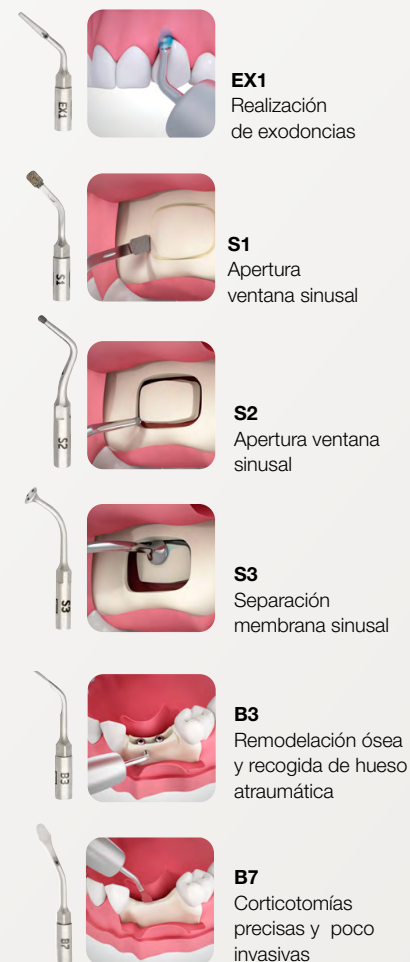 EX1
EX1
Realización
de exodoncias
S1
S1
Apertura
ventana sinusal
S2
S2
Apertura ventana
sinusal
S3
S3
Separación
membrana sinusal
B3
B3
Remodelación ósea
y recogida de hueso
atraumática
B7
B7
Corticotomías
precisas y  poco
invasivas